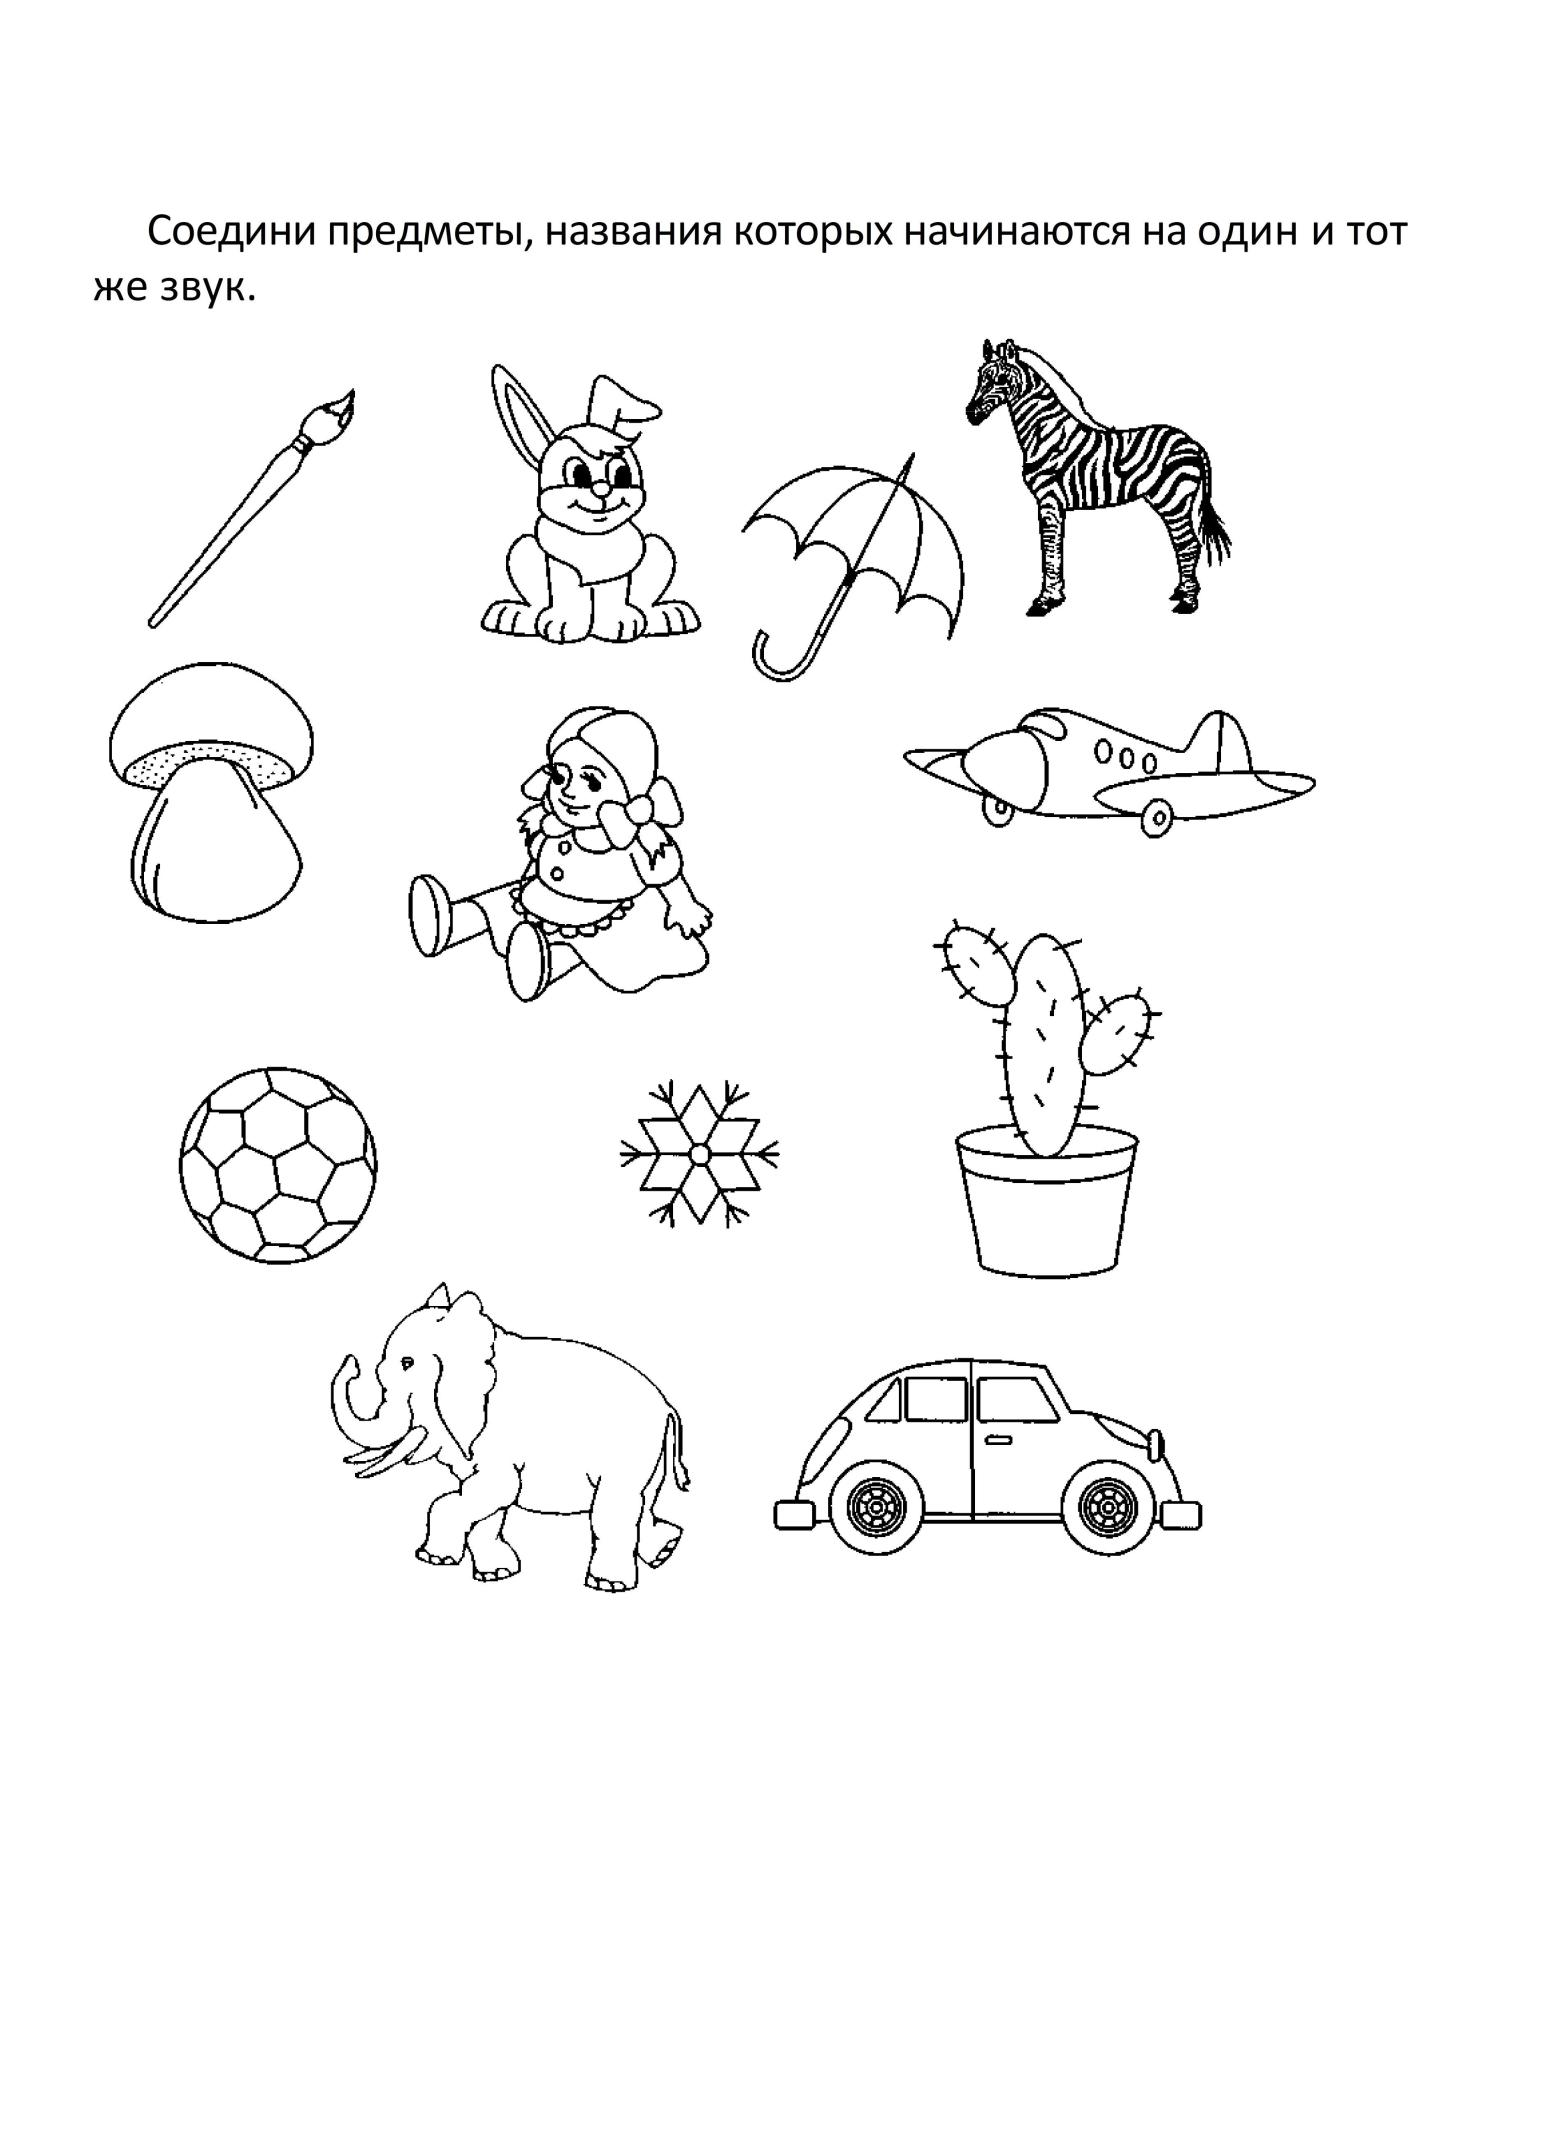 Соедини предметы, названия которых начинаются на один и тот
же звук.